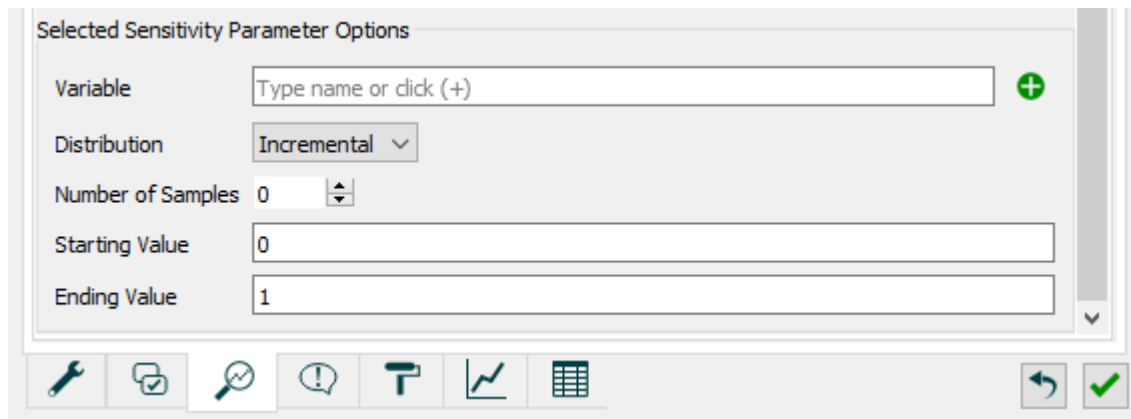 Selected Sensitivity Parameter Options
Variable Type name or click (+)
Distribution Incremental
Number of Samples 0
Starting Value 0
Ending Value 1